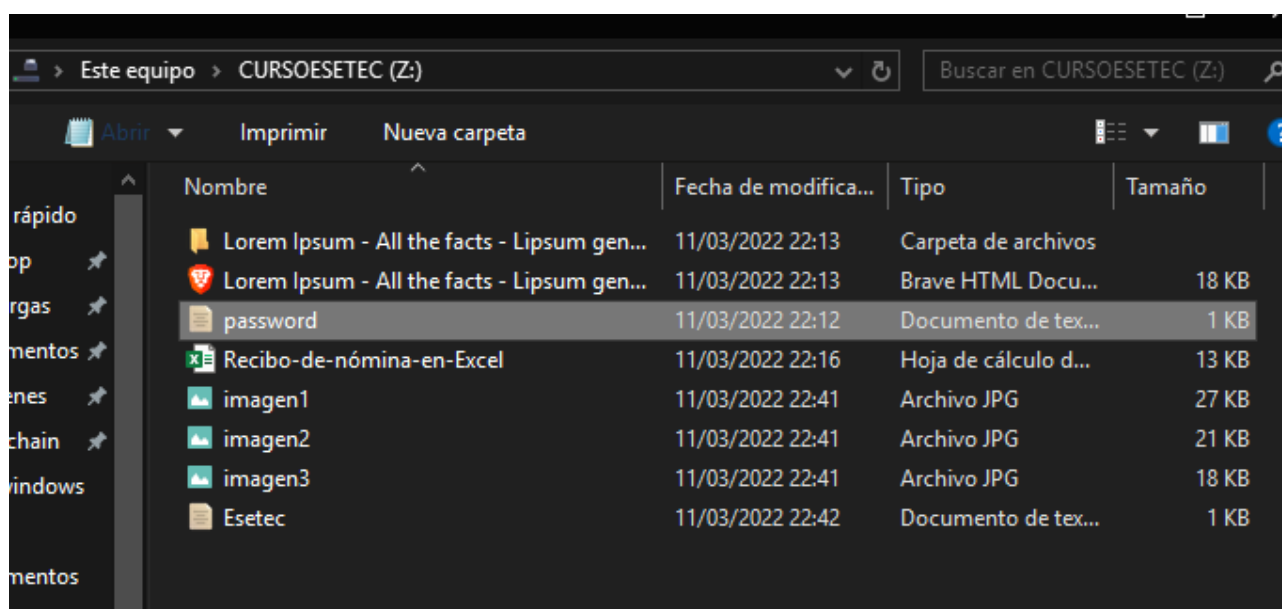 Este equipo > CURSOESETEC (Z:) Buscar en CURSOESETEC (Z:)
Abrir Imprimir Nueva carpeta
Nombre Fecha de modifica... Tipo Tamaño
rápido
Lorem Ipsum - All the facts - Lipsum gen... 11/03/2022 22:13 Carpeta de archivos
op
Lorem Ipsum - All the facts - Lipsum gen... 11/03/2022 22:13 Brave HTML Docu... 18 KB
rgas
password 11/03/2022 22:12 Documento de tex... 1 KB
mentos
Recibo-de-nómina-en-Excel 11/03/2022 22:16 Hoja de cálculo d... 13 KB
enes
imagen1 11/03/2022 22:41 Archivo JPG 27 KB
chain
imagen2 11/03/2022 22:41 Archivo JPG 21 KB
windows
imagen3 11/03/2022 22:41 Archivo JPG 18 KB
Esetec 11/03/2022 22:42 Documento de tex... 1 KB
mentos